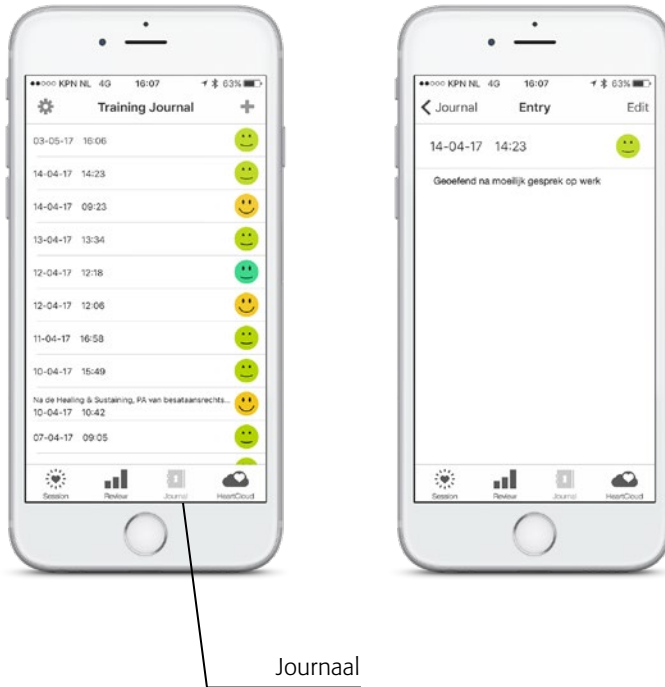 KPN NL 4G 16:07 63%
Training Journal
03-05-17 16:06
14-04-17 14:23
14-04-17 09:23
13-04-17 13:34
12-04-17 12:18
12-04-17 12:06
11-04-17 16:58
10-04-17 15:49
Na de Healing & Sustaining, PA van besataansrechts...
10-04-17 10:42
07-04-17 09:05
Session Review Journal HeartCloud
KPN NL 4G 16:07 63%
Journal Entry Edit
14-04-17 14:23
Geoefend na moeilijk gesprek op werk
Session Review Journal HeartCloud
Journaal